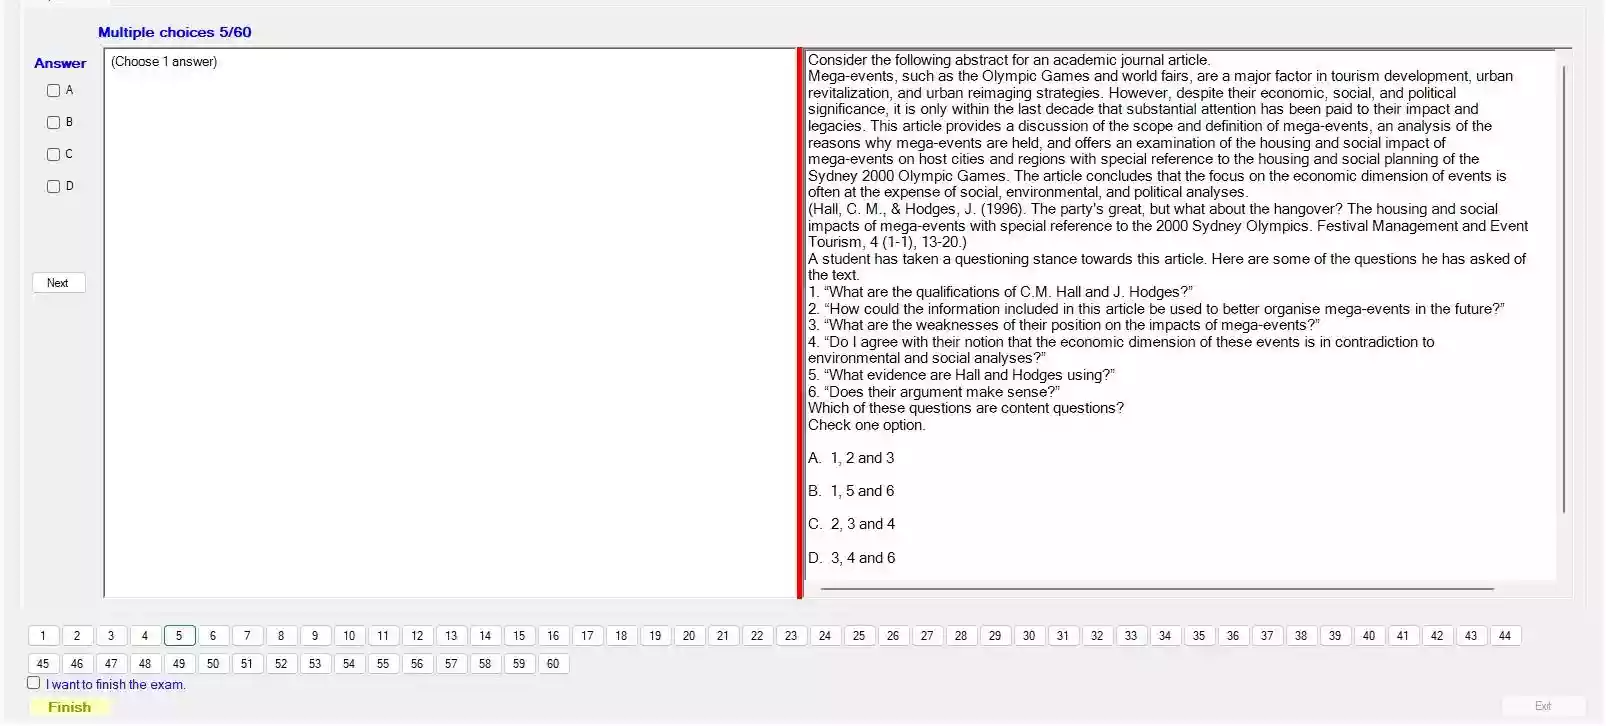 Multiple choices 5/60
Answer
(Choose 1 answer)
A
B
C
D
Next
Consider the following abstract for an academic journal article.
Mega-events, such as the Olympic Games and world fairs, are a major factor in tourism development, urban
revitalization, and urban reimaging strategies. However, despite their economic, social, and political
significance, it is only within the last decade that substantial attention has been paid to their impact and
legacies. This article provides a discussion of the scope and definition of mega-events, an analysis of the
reasons why mega-events are held, and offers an examination of the housing and social impact of
mega-events on host cities and regions with special reference to the housing and social planning of the
Sydney 2000 Olympic Games. The article concludes that the focus on the economic dimension of events is
often at the expense of social, environmental, and political analyses.
(Hall, C. M., & Hodges, J. (1996). The party's great, but what about the hangover? The housing and social
impacts of mega-events with special reference to the 2000 Sydney Olympics. Festival Management and Event
Tourism, 4 (1-1), 13-20.)
A student has taken a questioning stance towards this article. Here are some of the questions he has asked of
the text.
1. “What are the qualifications of C.M. Hall and J. Hodges?”
2. “How could the information included in this article be used to better organise mega-events in the future?”
3. “What are the weaknesses of their position on the impacts of mega-events?”
4. “Do I agree with their notion that the economic dimension of these events is in contradiction to
environmental and social analyses?”
5. “What evidence are Hall and Hodges using?”
6. “Does their argument make sense?”
Which of these questions are content questions?
Check one option.
A. 1, 2 and 3
B. 1, 5 and 6
C. 2, 3 and 4
D. 3, 4 and 6
1 2 3 4 5 6 7 8 9 10 11 12 13 14 15 16 17 18 19 20 21 22 23 24 25 26 27 28 29 30 31 32 33 34 35 36 37 38 39 40 41 42 43 44
45 46 47 48 49 50 51 52 53 54 55 56 57 58 59 60
I want to finish the exam.
Finish
Exit